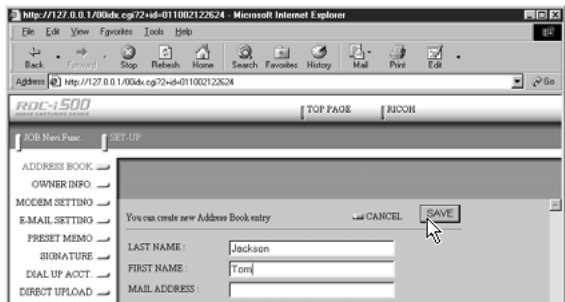 http://127.0.0.1/00idx.cgi?2+id=011002122624 - Microsoft Internet Explorer
File Edit View Favorites Tools Help
Back Forward Stop Refresh Home Search Favorites History Mail Print Edit
Address http://127.0.0.1/00idx.cgi?2+id=011002122624 Go
RDC-i500
IMAGE CAPTURING DEVICE
TOP PAGE RICOH
JOB Navi.Func. SET-UP
ADDRESS BOOK
OWNER INFO.
MODEM SETTING
E-MAIL SETTING
PRESET MEMO
SIGNATURE
DIAL UP ACCT.
DIRECT UPLOAD
You can create new Address Book entry CANCEL SAVE
LAST NAME : Jackson
FIRST NAME : Tom
MAIL ADDRESS :